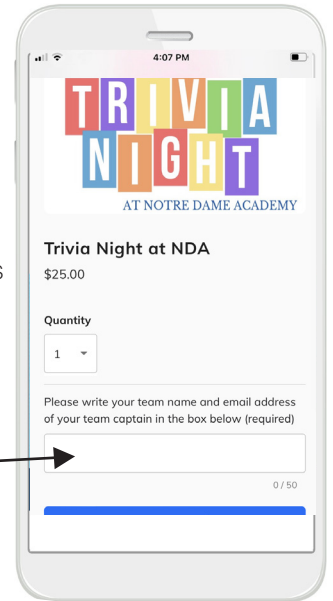 4:07 PM
TRIVIA
NIGHT
AT NOTRE DAME ACADEMY
Trivia Night at NDA
$25.00
Quantity
1
Please write your team name and email address
of your team captain in the box below (required)
0 / 50